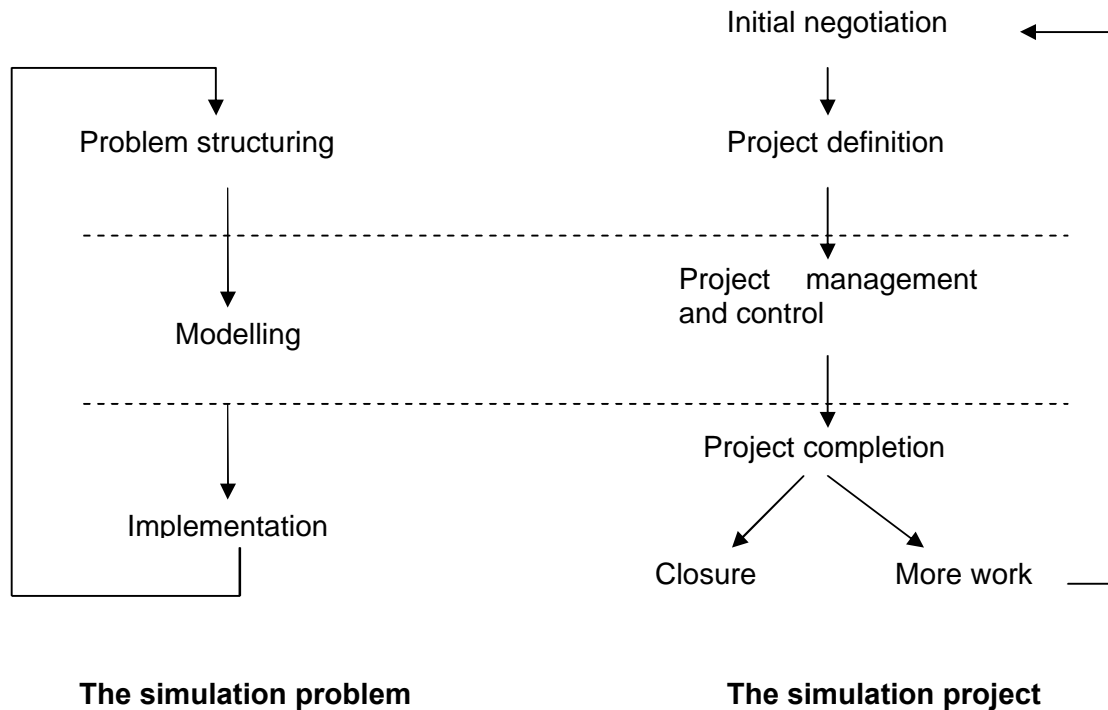 Initial negotiation
Problem structuring
Project definition
Project management
and control
Modelling
Project completion
Implementation
Closure
More work
The simulation problem
The simulation project